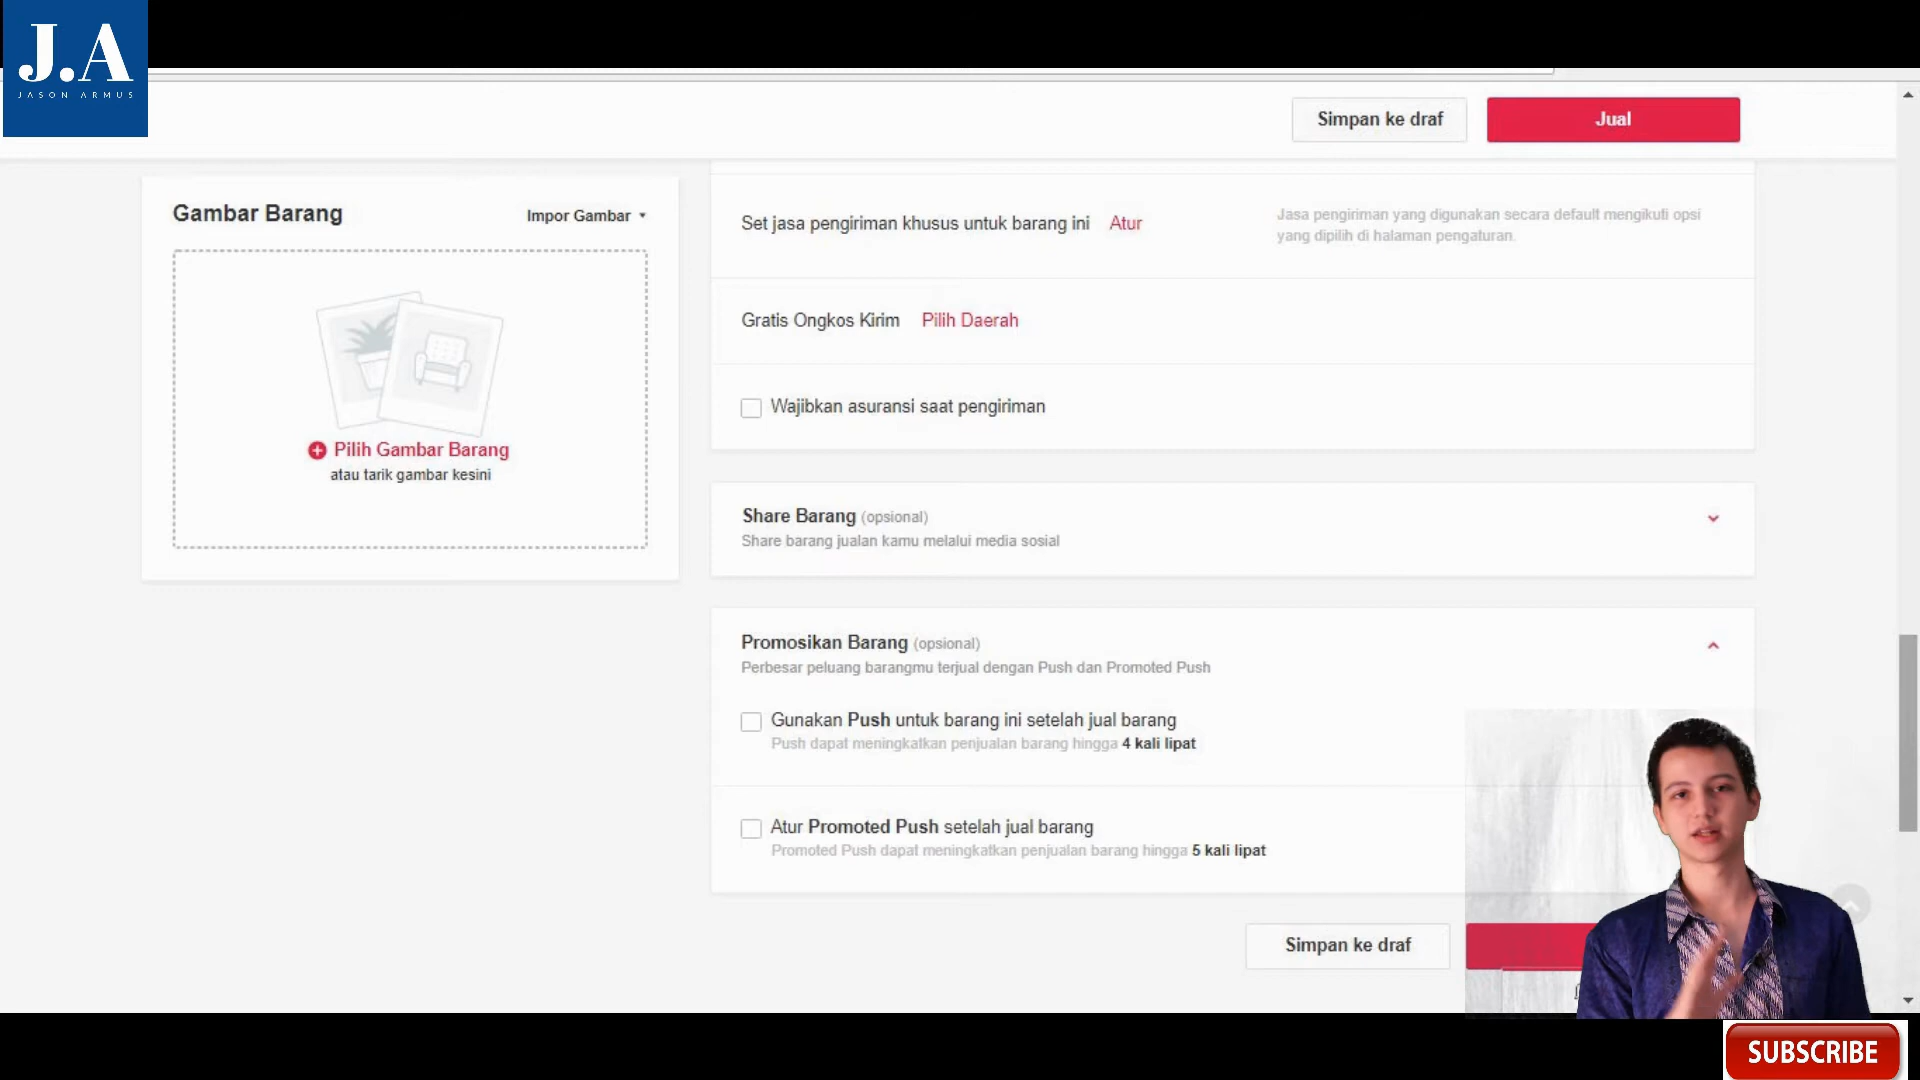 J.A
JASON ARMUS
Simpan ke draf
Jual
Gambar Barang
Impor Gambar
Pilih Gambar Barang
atau tarik gambar kesini
Set jasa pengiriman khusus untuk barang ini Atur
Jasa pengiriman yang digunakan secara default mengikuti opsi
yang dipilih di halaman pengaturan.
Gratis Ongkos Kirim Pilih Daerah
Wajibkan asuransi saat pengiriman
Share Barang (opsional)
Share barang jualan kamu melalui media sosial
Promosikan Barang (opsional)
Perbesar peluang barangmu terjual dengan Push dan Promoted Push
Gunakan Push untuk barang ini setelah jual barang
Push dapat meningkatkan penjualan barang hingga 4 kali lipat
Atur Promoted Push setelah jual barang
Promoted Push dapat meningkatkan penjualan barang hingga 5 kali lipat
Simpan ke draf
SUBSCRIBE